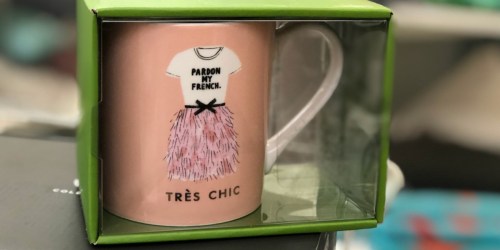 PARDON
MY
FRENCH.
TRÈS CHIC